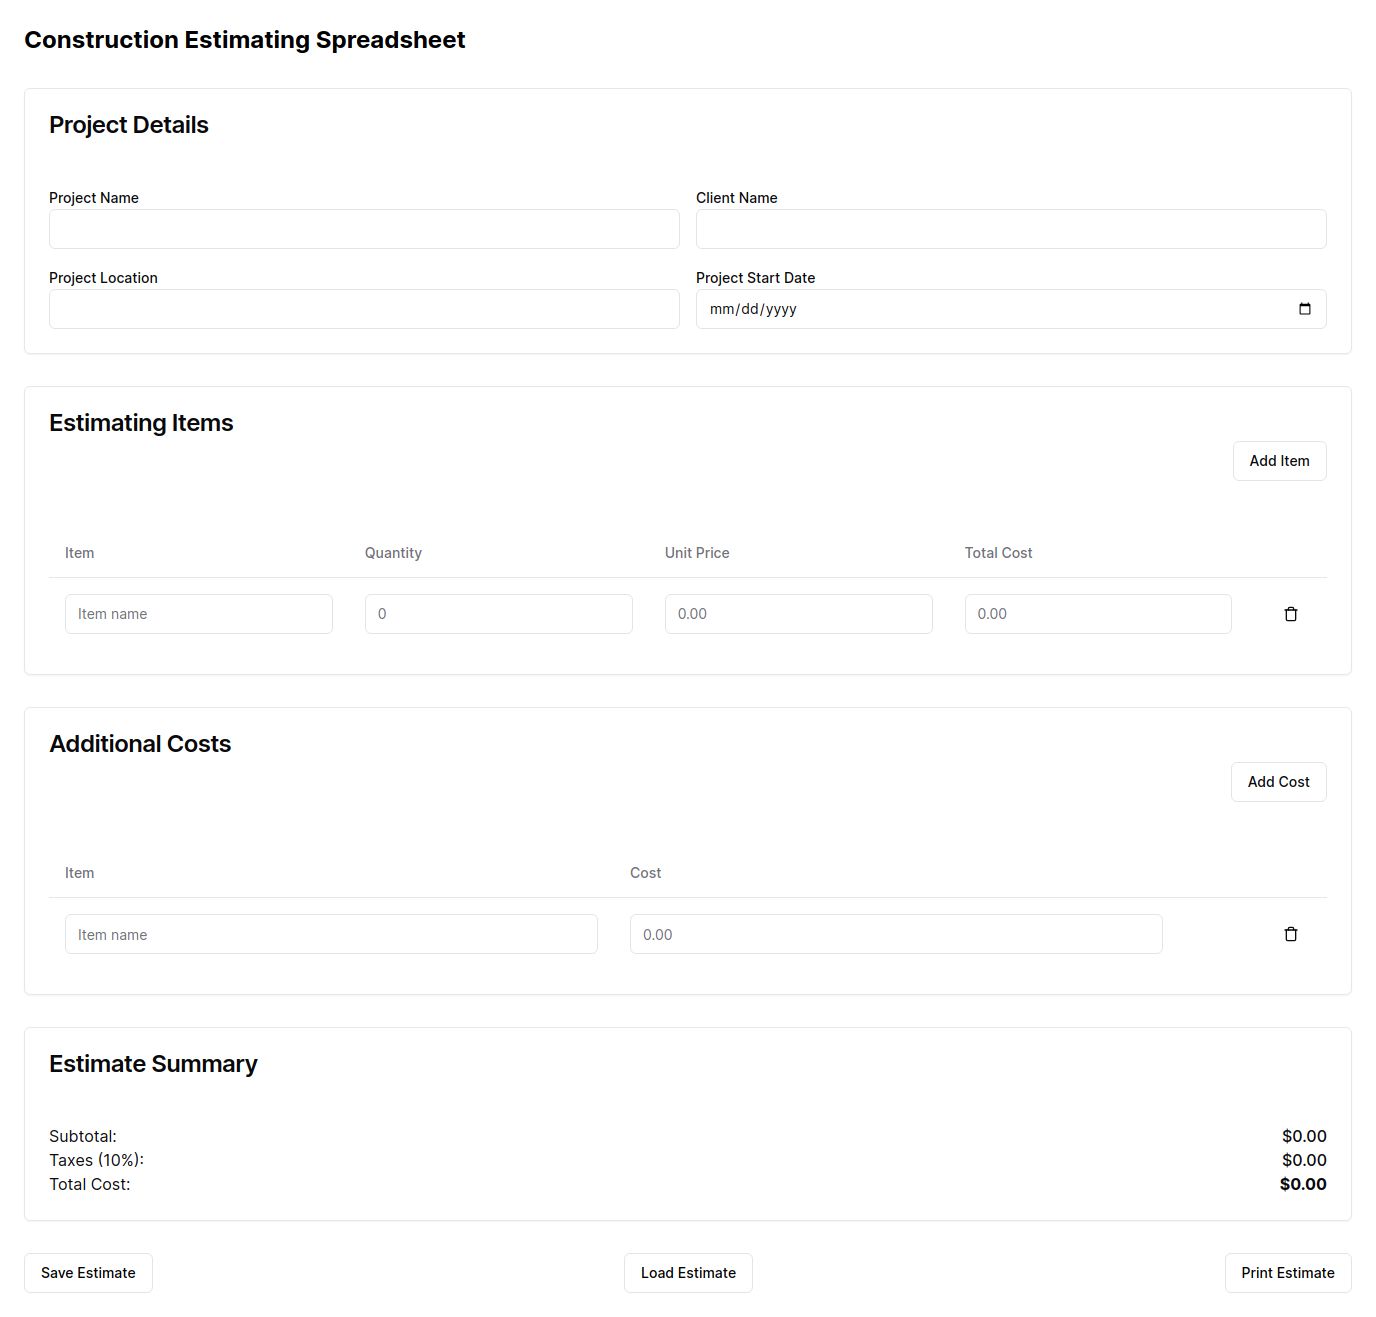 Construction Estimating Spreadsheet
Project Details
Project Name Client Name
Project Location Project Start Date
mm/dd/yyyy
Estimating Items
Add Item
Item Quantity Unit Price Total Cost
Item name 0 0.00 0.00
Additional Costs
Add Cost
Item Cost
Item name 0.00
Estimate Summary
Subtotal: $0.00
Taxes (10%): $0.00
Total Cost: $0.00
Save Estimate Load Estimate Print Estimate